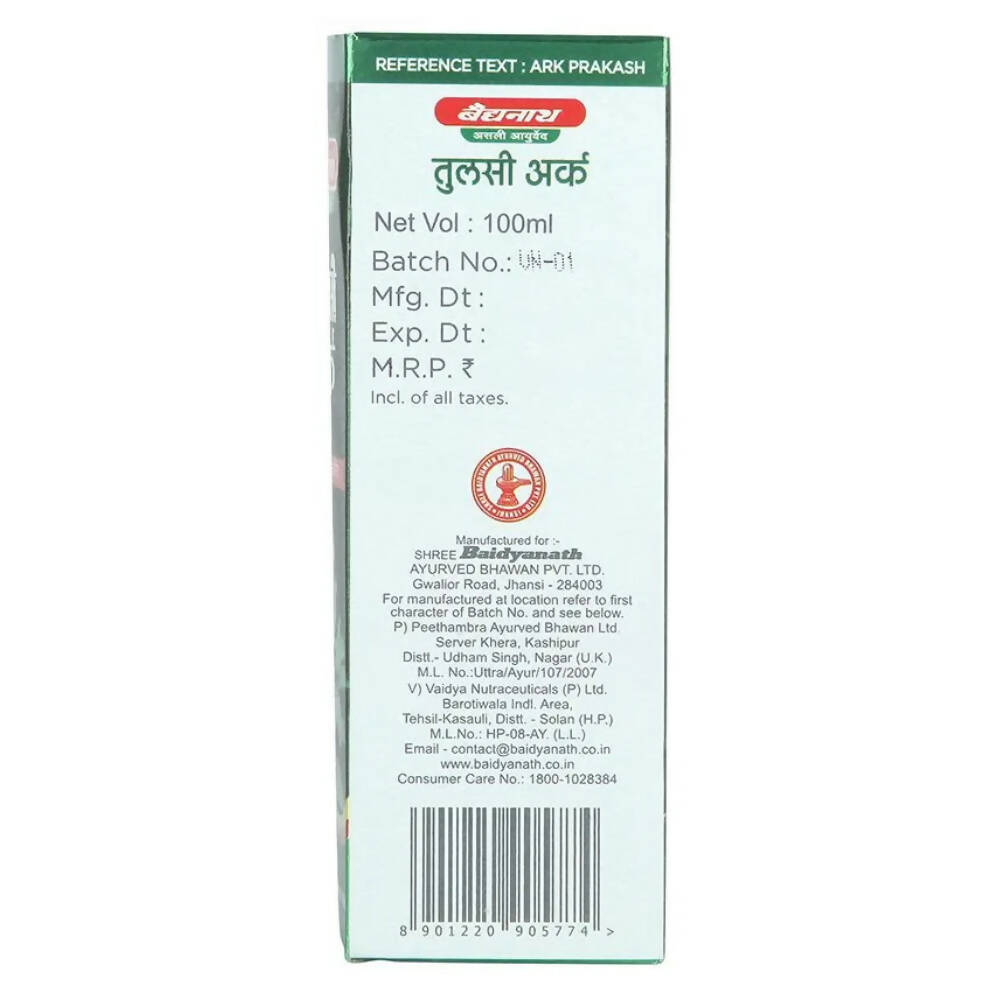 REFERENCE TEXT : ARK PRAKASH
बैद्यनाथ
असली आयुर्वेद
तुलसी अर्क
Net Vol : 100ml
Batch No.: VN-01
Mfg. Dt :
Exp. Dt :
M.R.P. ₹
Incl. of all taxes.
Manufactured for :-
SHREE Baidyanath
AYURVED BHAWAN PVT. LTD.
Gwalior Road, Jhansi - 284003
For manufactured at location refer to first
character of Batch No. and see below.
P) Peethambra Ayurved Bhawan Ltd
Server Khera, Kashipur
Distt.- Udham Singh, Nagar (U.K.)
M.L. No.:Uttra/Ayur/107/2007
V) Vaidya Nutraceuticals (P) Ltd.
Barotiwala Indl. Area,
Tehsil-Kasauli, Distt. - Solan (H.P.)
M.L.No.: HP-08-AY. (L.L.)
Email - contact@baidyanath.co.in
www.baidyanath.co.in
Consumer Care No.: 1800-1028384
8 901220 905774 >